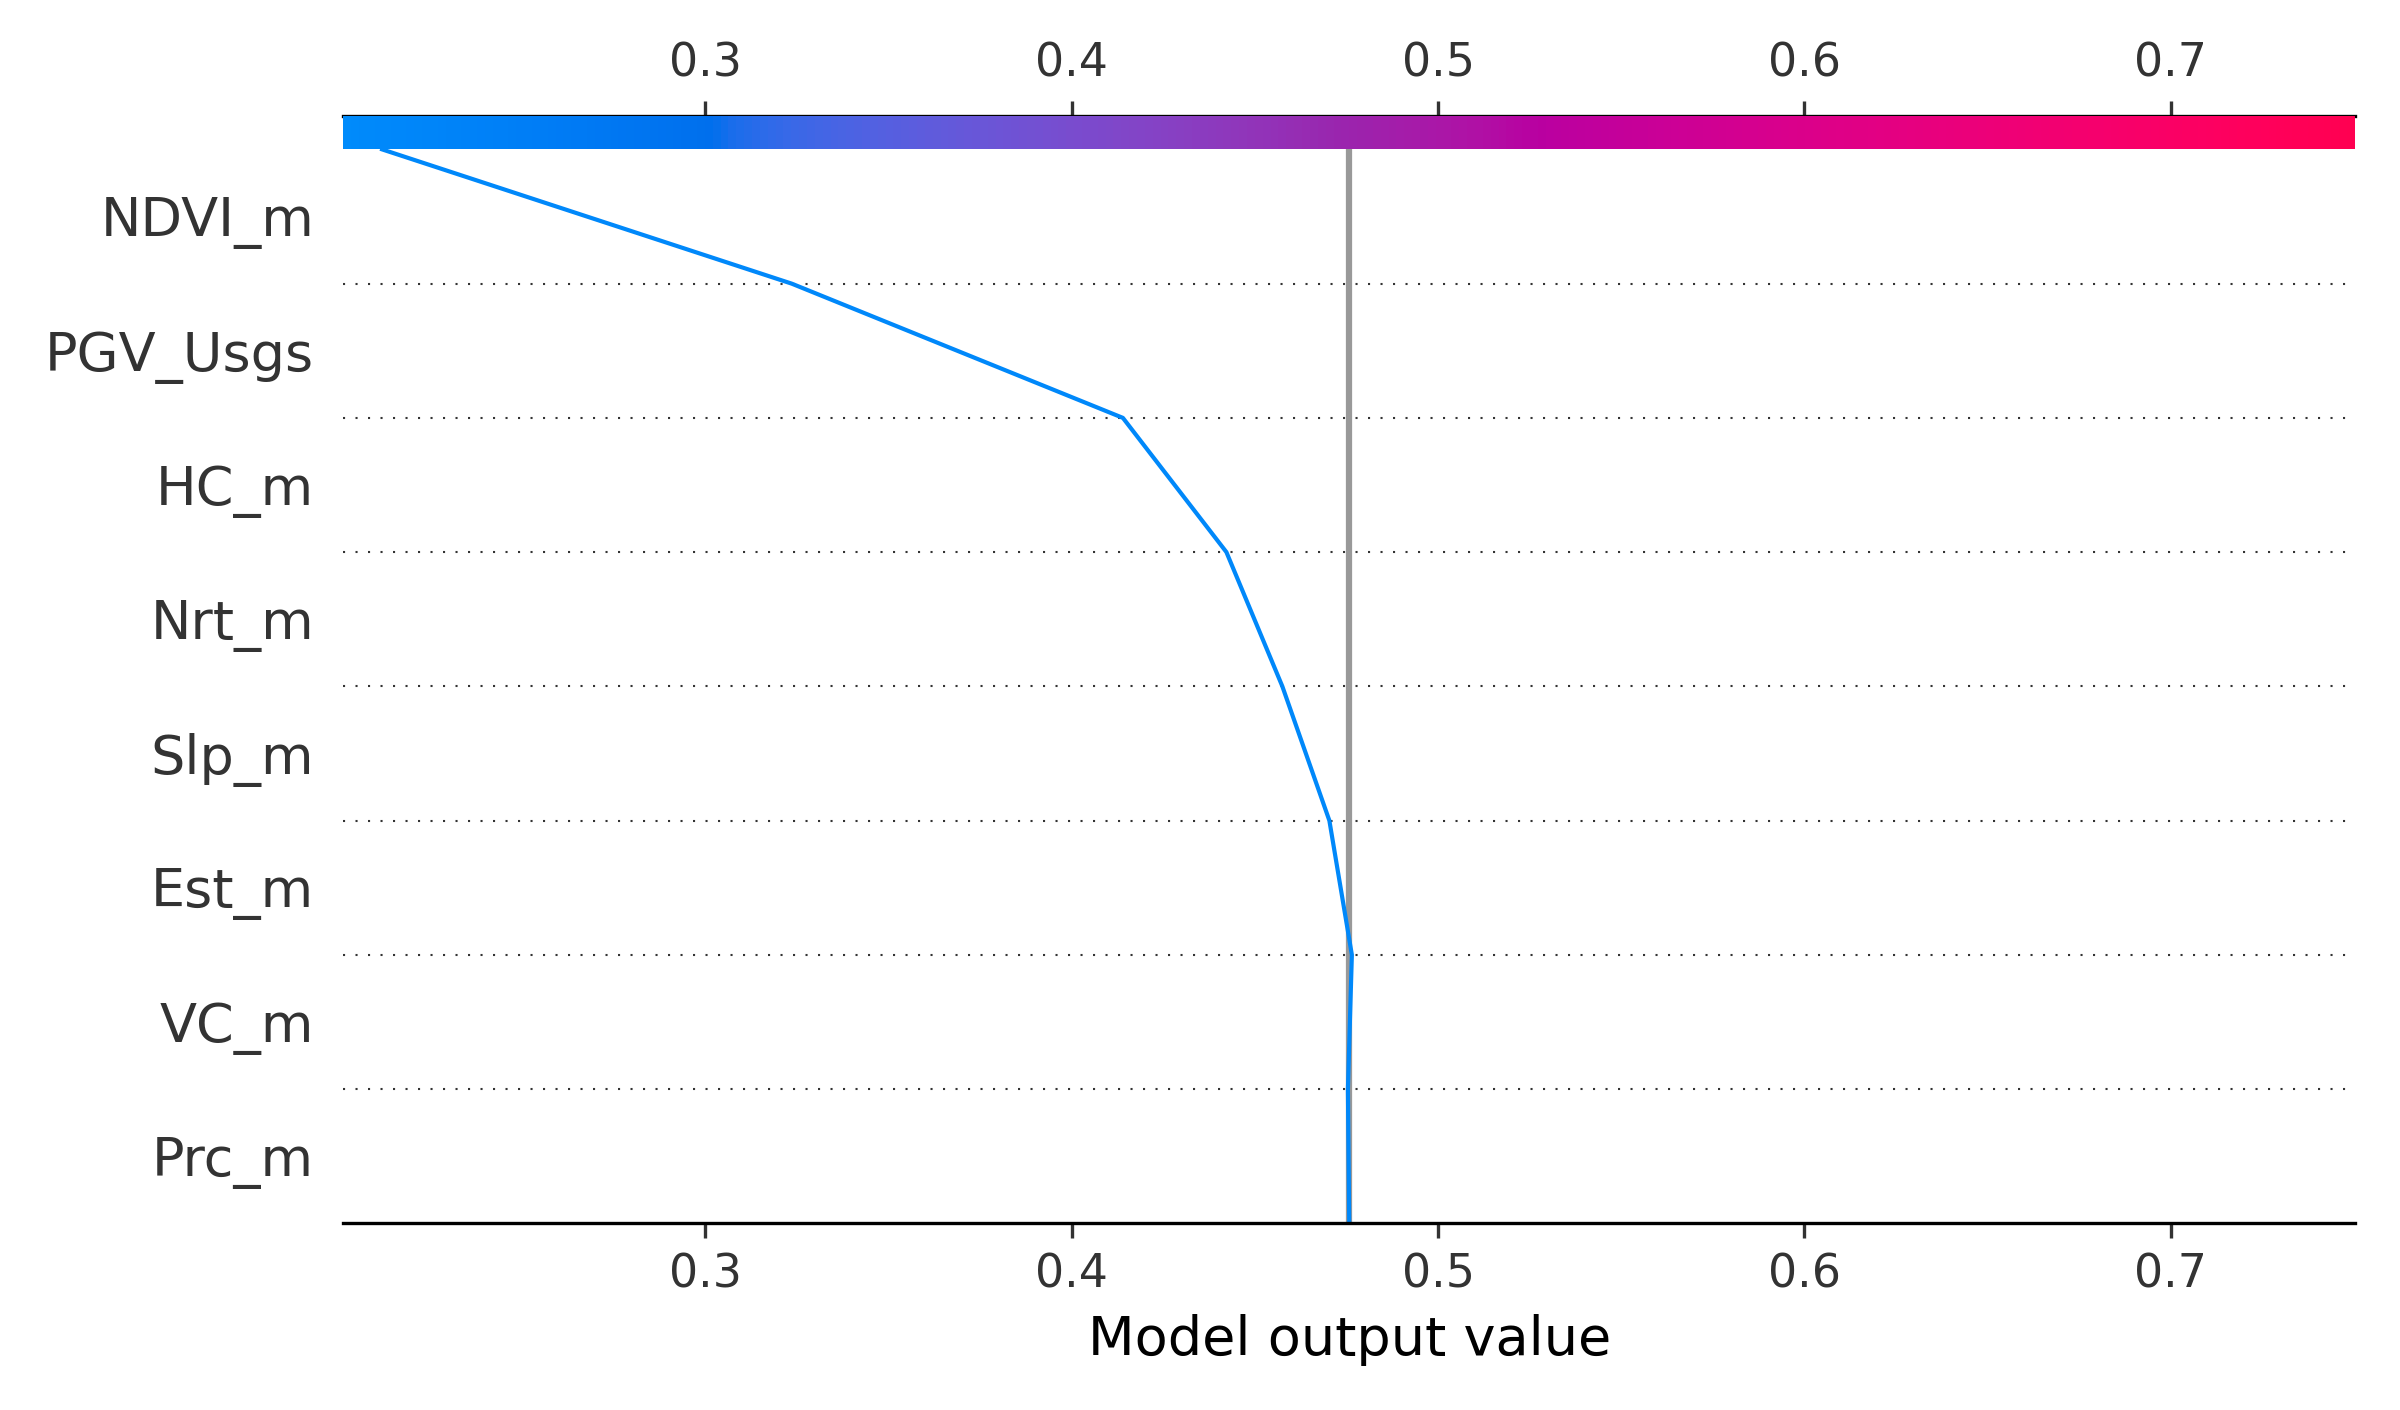 0.3 0.4 0.5 0.6 0.7
NDVI_m
PGV_Usgs
HC_m
Nrt_m
Slp_m
Est_m
VC_m
Prc_m
0.3 0.4 0.5 0.6 0.7
Model output value